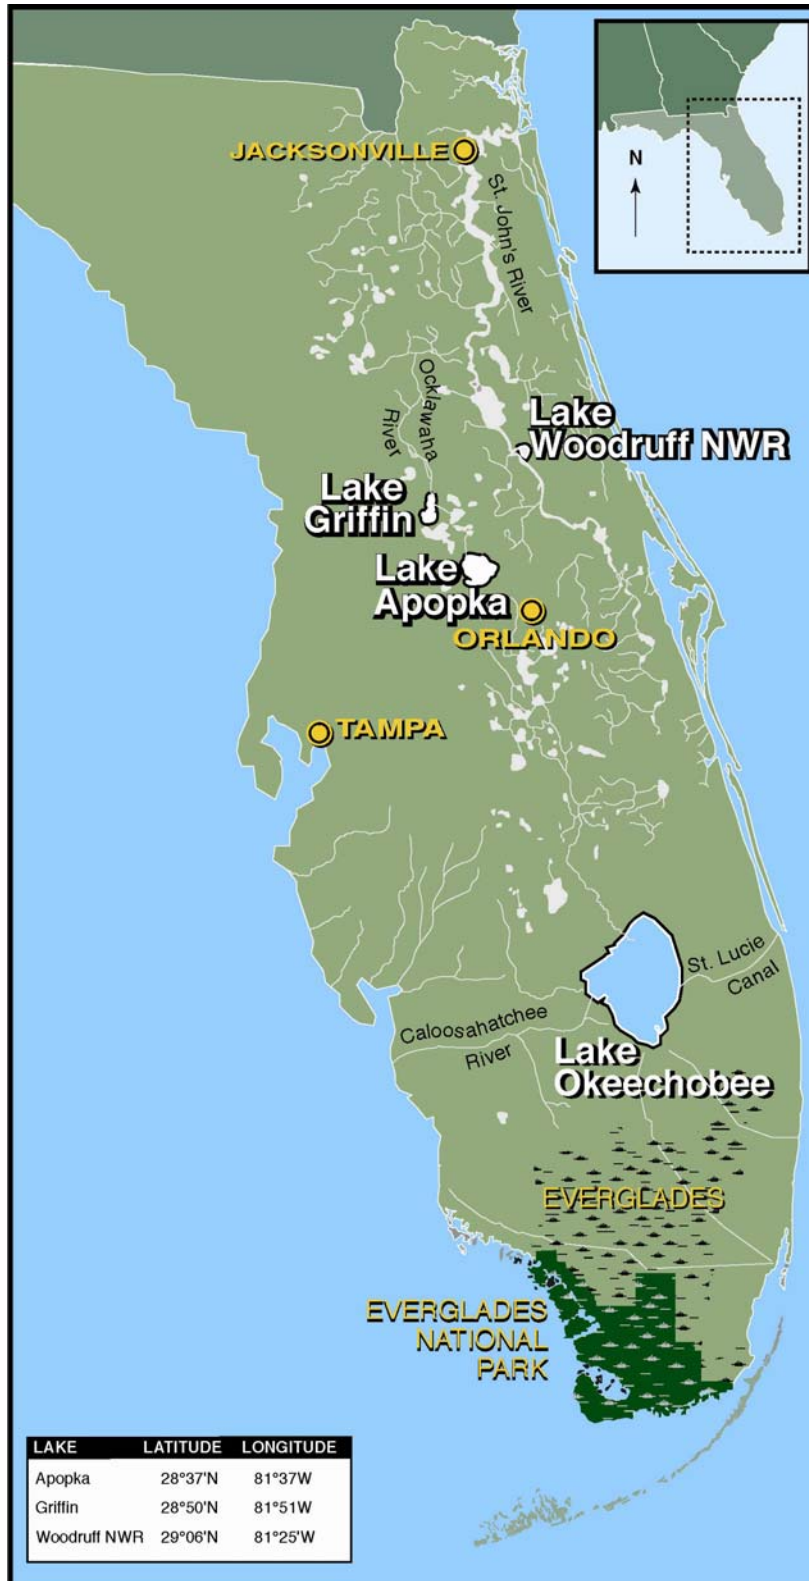 N
JACKSONVILLE
St. John's River
Ocklawaha
River
Lake
Woodruff NWR
Lake
Griffin
Lake
Apopka
ORLANDO
TAMPA
St. Lucie
Canal
Caloosahatchee
River
Lake
Okeechobee
EVERGLADES
EVERGLADES
NATIONAL
PARK
LAKE LATITUDE LONGITUDE
Apopka 28°37'N 81°37W
Griffin 28°50'N 81°51W
Woodruff NWR 29°06'N 81°25'W